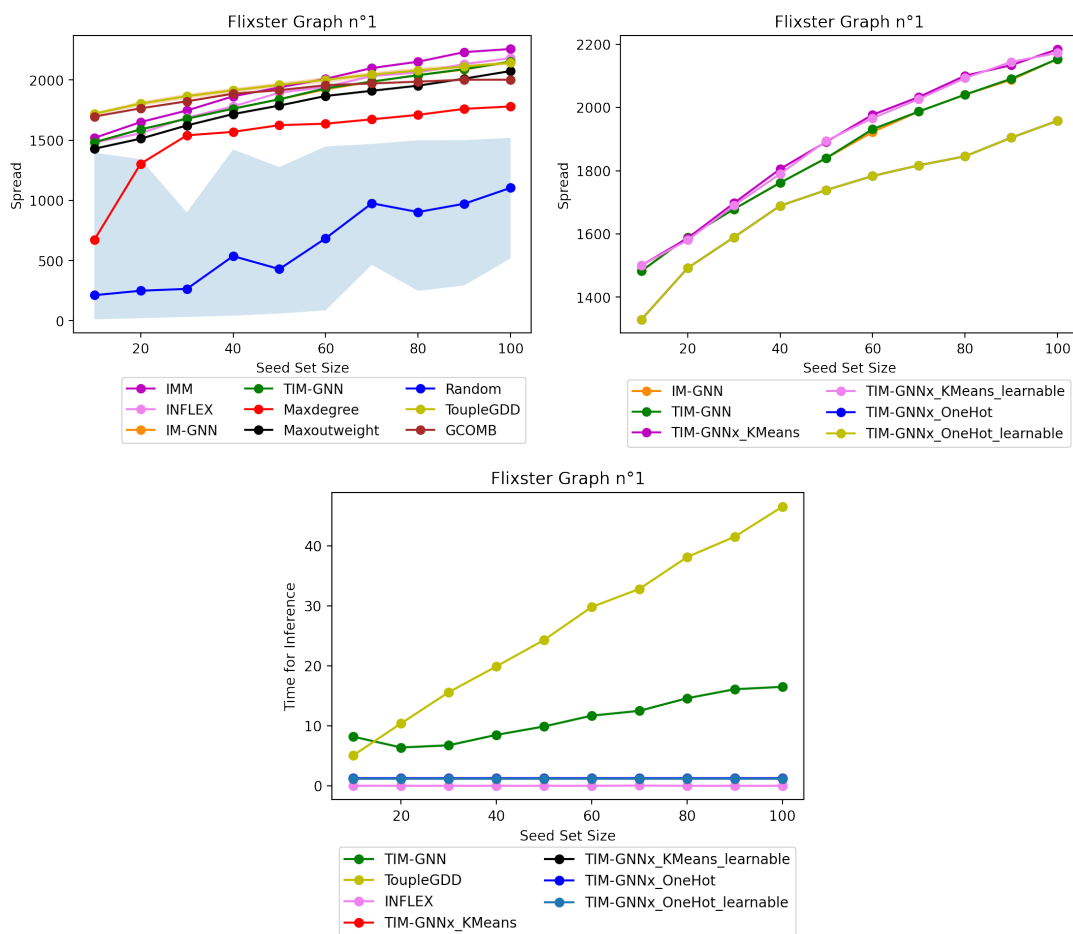 Flixster Graph n°1
Spread
2000
1500
1000
500
0
20 40 60 80 100
Seed Set Size
IMM TIM-GNN Random
INFLEX Maxdegree ToupleGDD
IM-GNN Maxoutweight GCOMB
Flixster Graph n°1
Spread
2200
2000
1800
1600
1400
20 40 60 80 100
Seed Set Size
IM-GNN TIM-GNNx_KMeans_learnable
TIM-GNN TIM-GNNx_OneHot
TIM-GNNx_KMeans TIM-GNNx_OneHot_learnable
Flixster Graph n°1
Time for Inference
40
30
20
10
0
20 40 60 80 100
Seed Set Size
TIM-GNN TIM-GNNx_KMeans_learnable
ToupleGDD TIM-GNNx_OneHot
INFLEX TIM-GNNx_OneHot_learnable
TIM-GNNx_KMeans